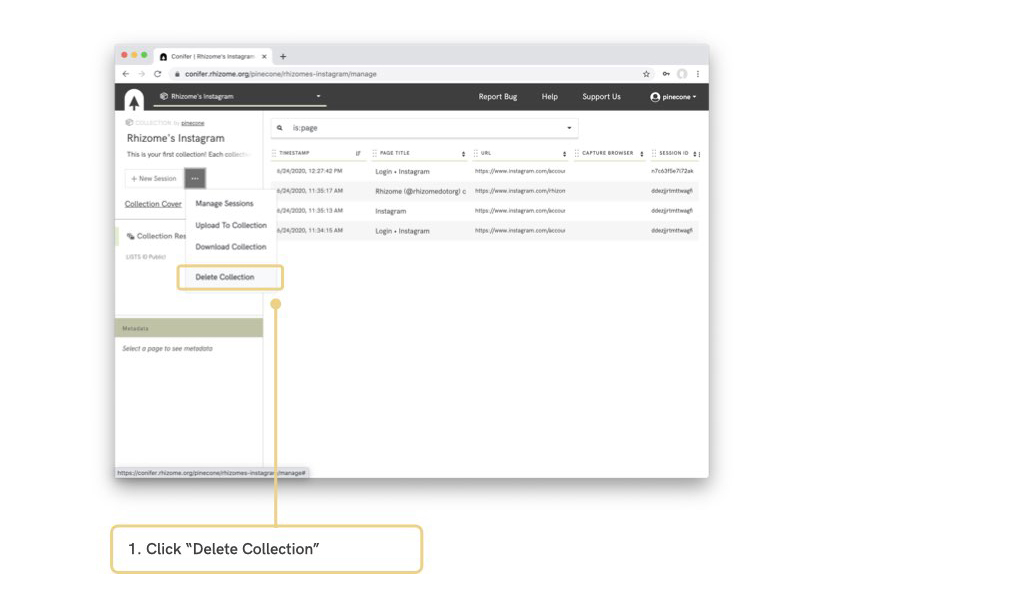 Conifer | Rhizome's Instagram
conifer.rhizome.org/pinecone/rhizomes-instagram/manage
Rhizome's Instagram
Report Bug
Help
Support Us
pinecone
COLLECTION by pinecone
Rhizome's Instagram
This is your first collection! Each collectio
+ New Session
...
Collection Cover
Manage Sessions
Upload To Collection
Download Collection
Delete Collection
Collection Res
LISTS (0 Public)
Metadata
Select a page to see metadata
is:page
TIMESTAMP PAGE TITLE URL CAPTURE BROWSER SESSION ID
6/24/2020, 12:27:42 PM Login • Instagram https://www.instagram.com/accour n7c63f5e7l72ak
6/24/2020, 11:35:17 AM Rhizome (@rhizomedotorg) c https://www.instagram.com/rhizon ddezjjrtmttwagfi
6/24/2020, 11:35:13 AM Instagram https://www.instagram.com/accour ddezjjrtmttwagfi
6/24/2020, 11:34:15 AM Login • Instagram https://www.instagram.com/accour ddezjjrtmttwagfi
https://conifer.rhizome.org/pinecone/rhizomes-instagram/manage#
1. Click “Delete Collection”